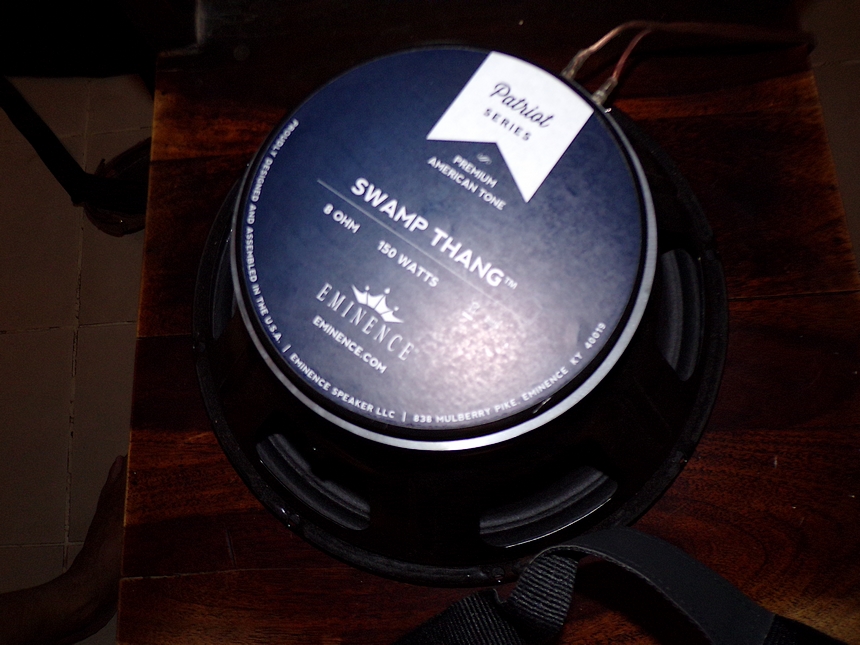 Patriot
SERIES
PREMIUM
AMERICAN TONE
SWAMP THANG™
8 OHM 150 WATTS
EMINENCE
EMINENCE.COM
PROUDLY DESIGNED AND ASSEMBLED IN THE U.S.A. | EMINENCE SPEAKER LLC | 838 MULBERRY PIKE, EMINENCE KY 40019